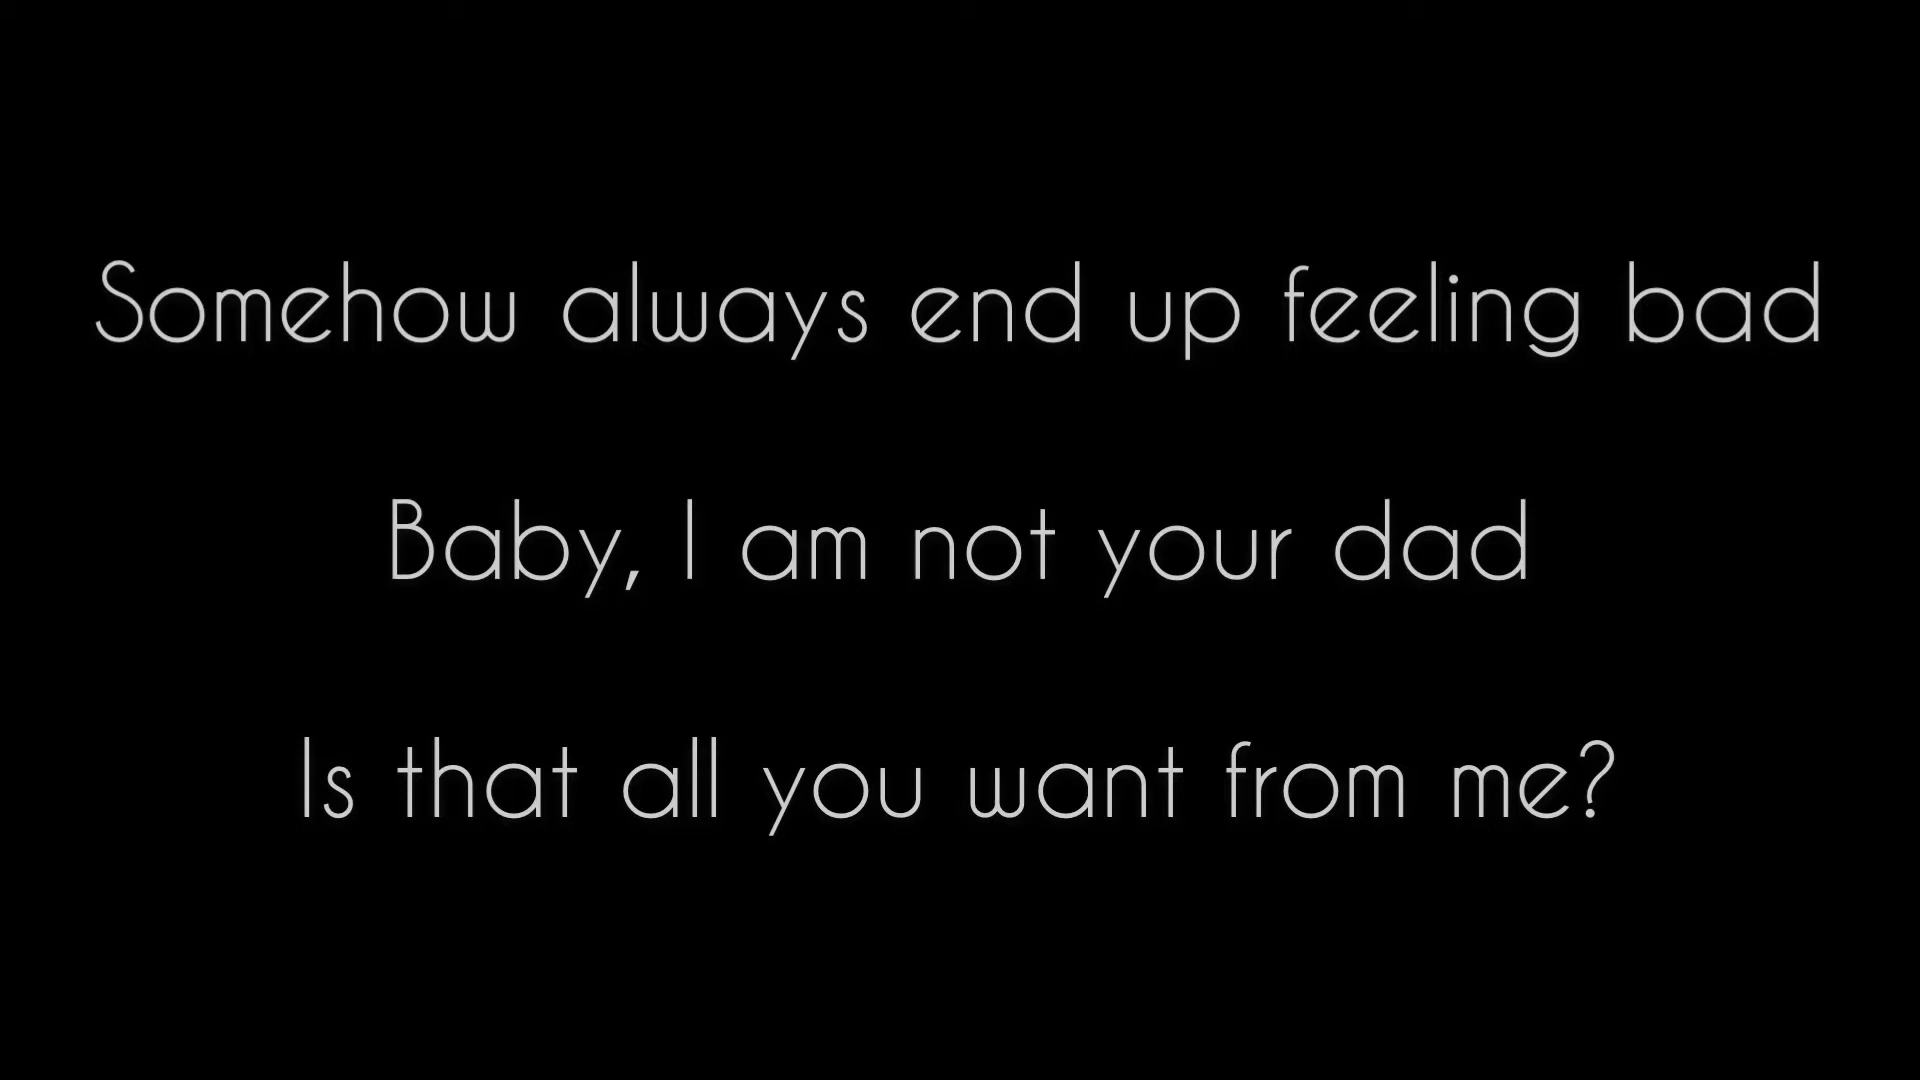 Somehow always end up feeling bad
Baby, I am not your dad
Is that all you want from me?